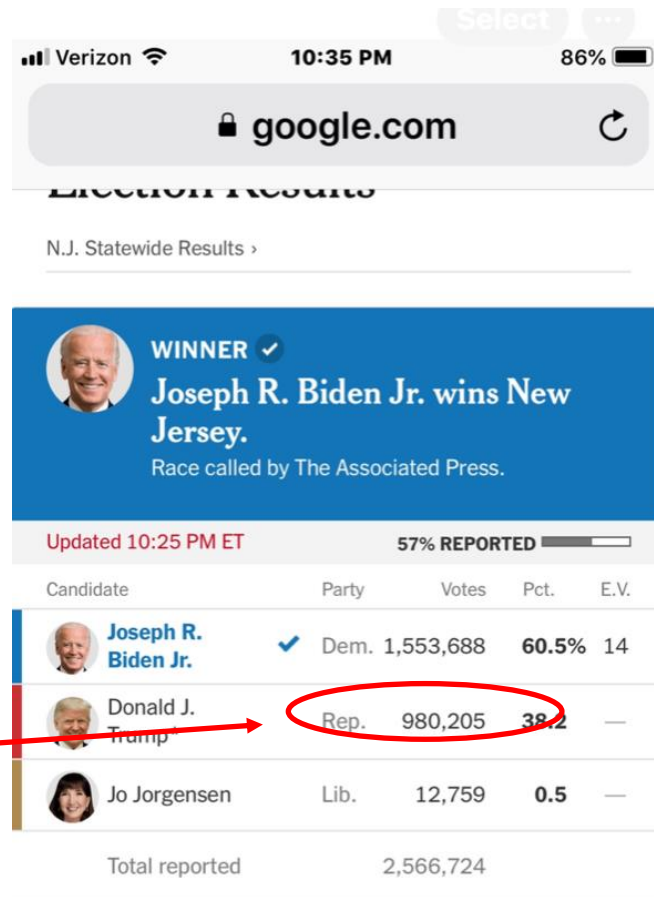 Select
Verizon 10:35 PM 86%
google.com
Election Results
N.J. Statewide Results ›
WINNER
Joseph R. Biden Jr. wins New
Jersey.
Race called by The Associated Press.
Updated 10:25 PM ET 57% REPORTED
Candidate Party Votes Pct. E.V.
Joseph R.
Biden Jr. Dem. 1,553,688 60.5% 14
Donald J.
Trump* Rep. 980,205 38.2 —
Jo Jorgensen Lib. 12,759 0.5 —
Total reported 2,566,724